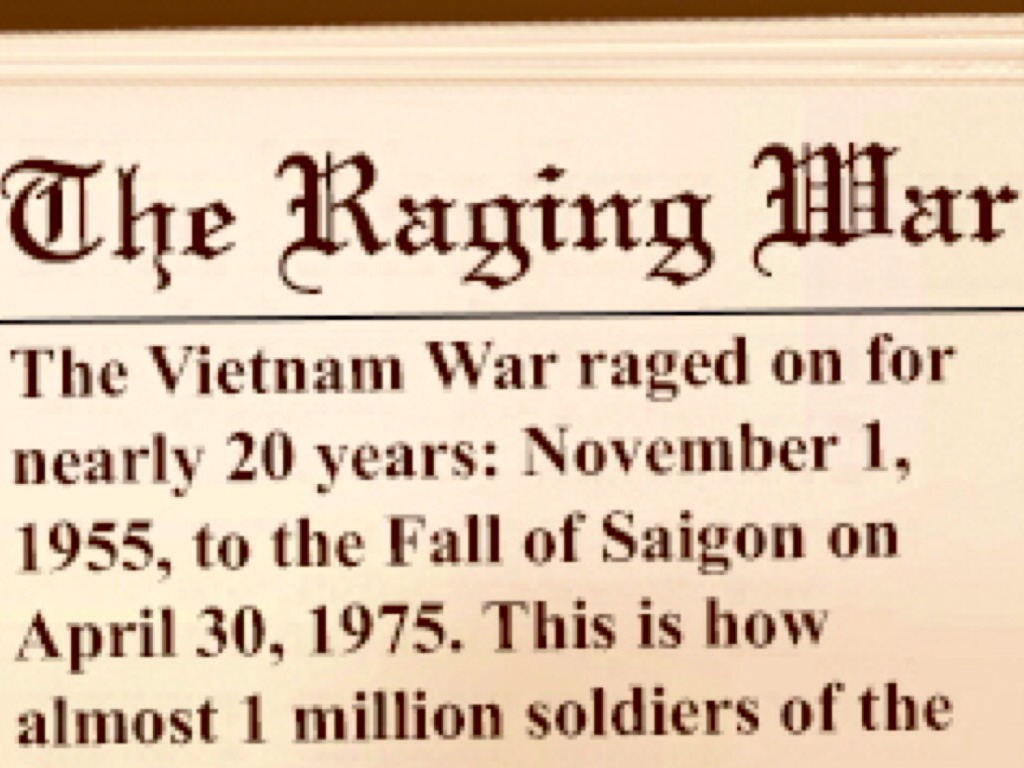 The Raging War
The Vietnam War raged on for
nearly 20 years: November 1,
1955, to the Fall of Saigon on
April 30, 1975. This is how
almost 1 million soldiers of the